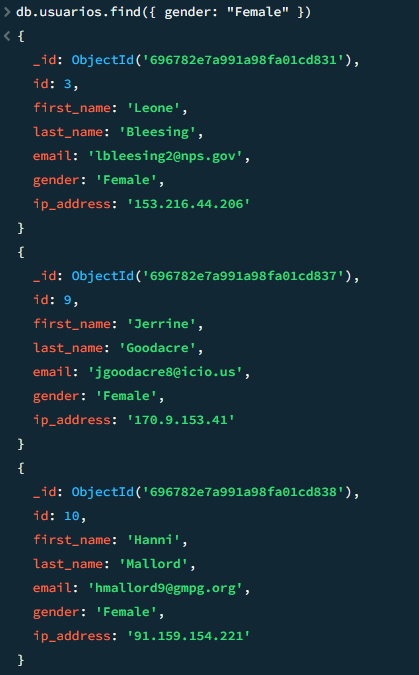 > db.usuarios.find({ gender: "Female" })
< {
_id: ObjectId('696782e7a991a98fa01cd831'),
id: 3,
first_name: 'Leone',
last_name: 'Bleesing',
email: 'lbleesing2@nps.gov',
gender: 'Female',
ip_address: '153.216.44.206'
}
{
_id: ObjectId('696782e7a991a98fa01cd837'),
id: 9,
first_name: 'Jerrine',
last_name: 'Goodacre',
email: 'jgoodacre8@icio.us',
gender: 'Female',
ip_address: '170.9.153.41'
}
{
_id: ObjectId('696782e7a991a98fa01cd838'),
id: 10,
first_name: 'Hanni',
last_name: 'Mallord',
email: 'hmallord9@gmpg.org',
gender: 'Female',
ip_address: '91.159.154.221'
}